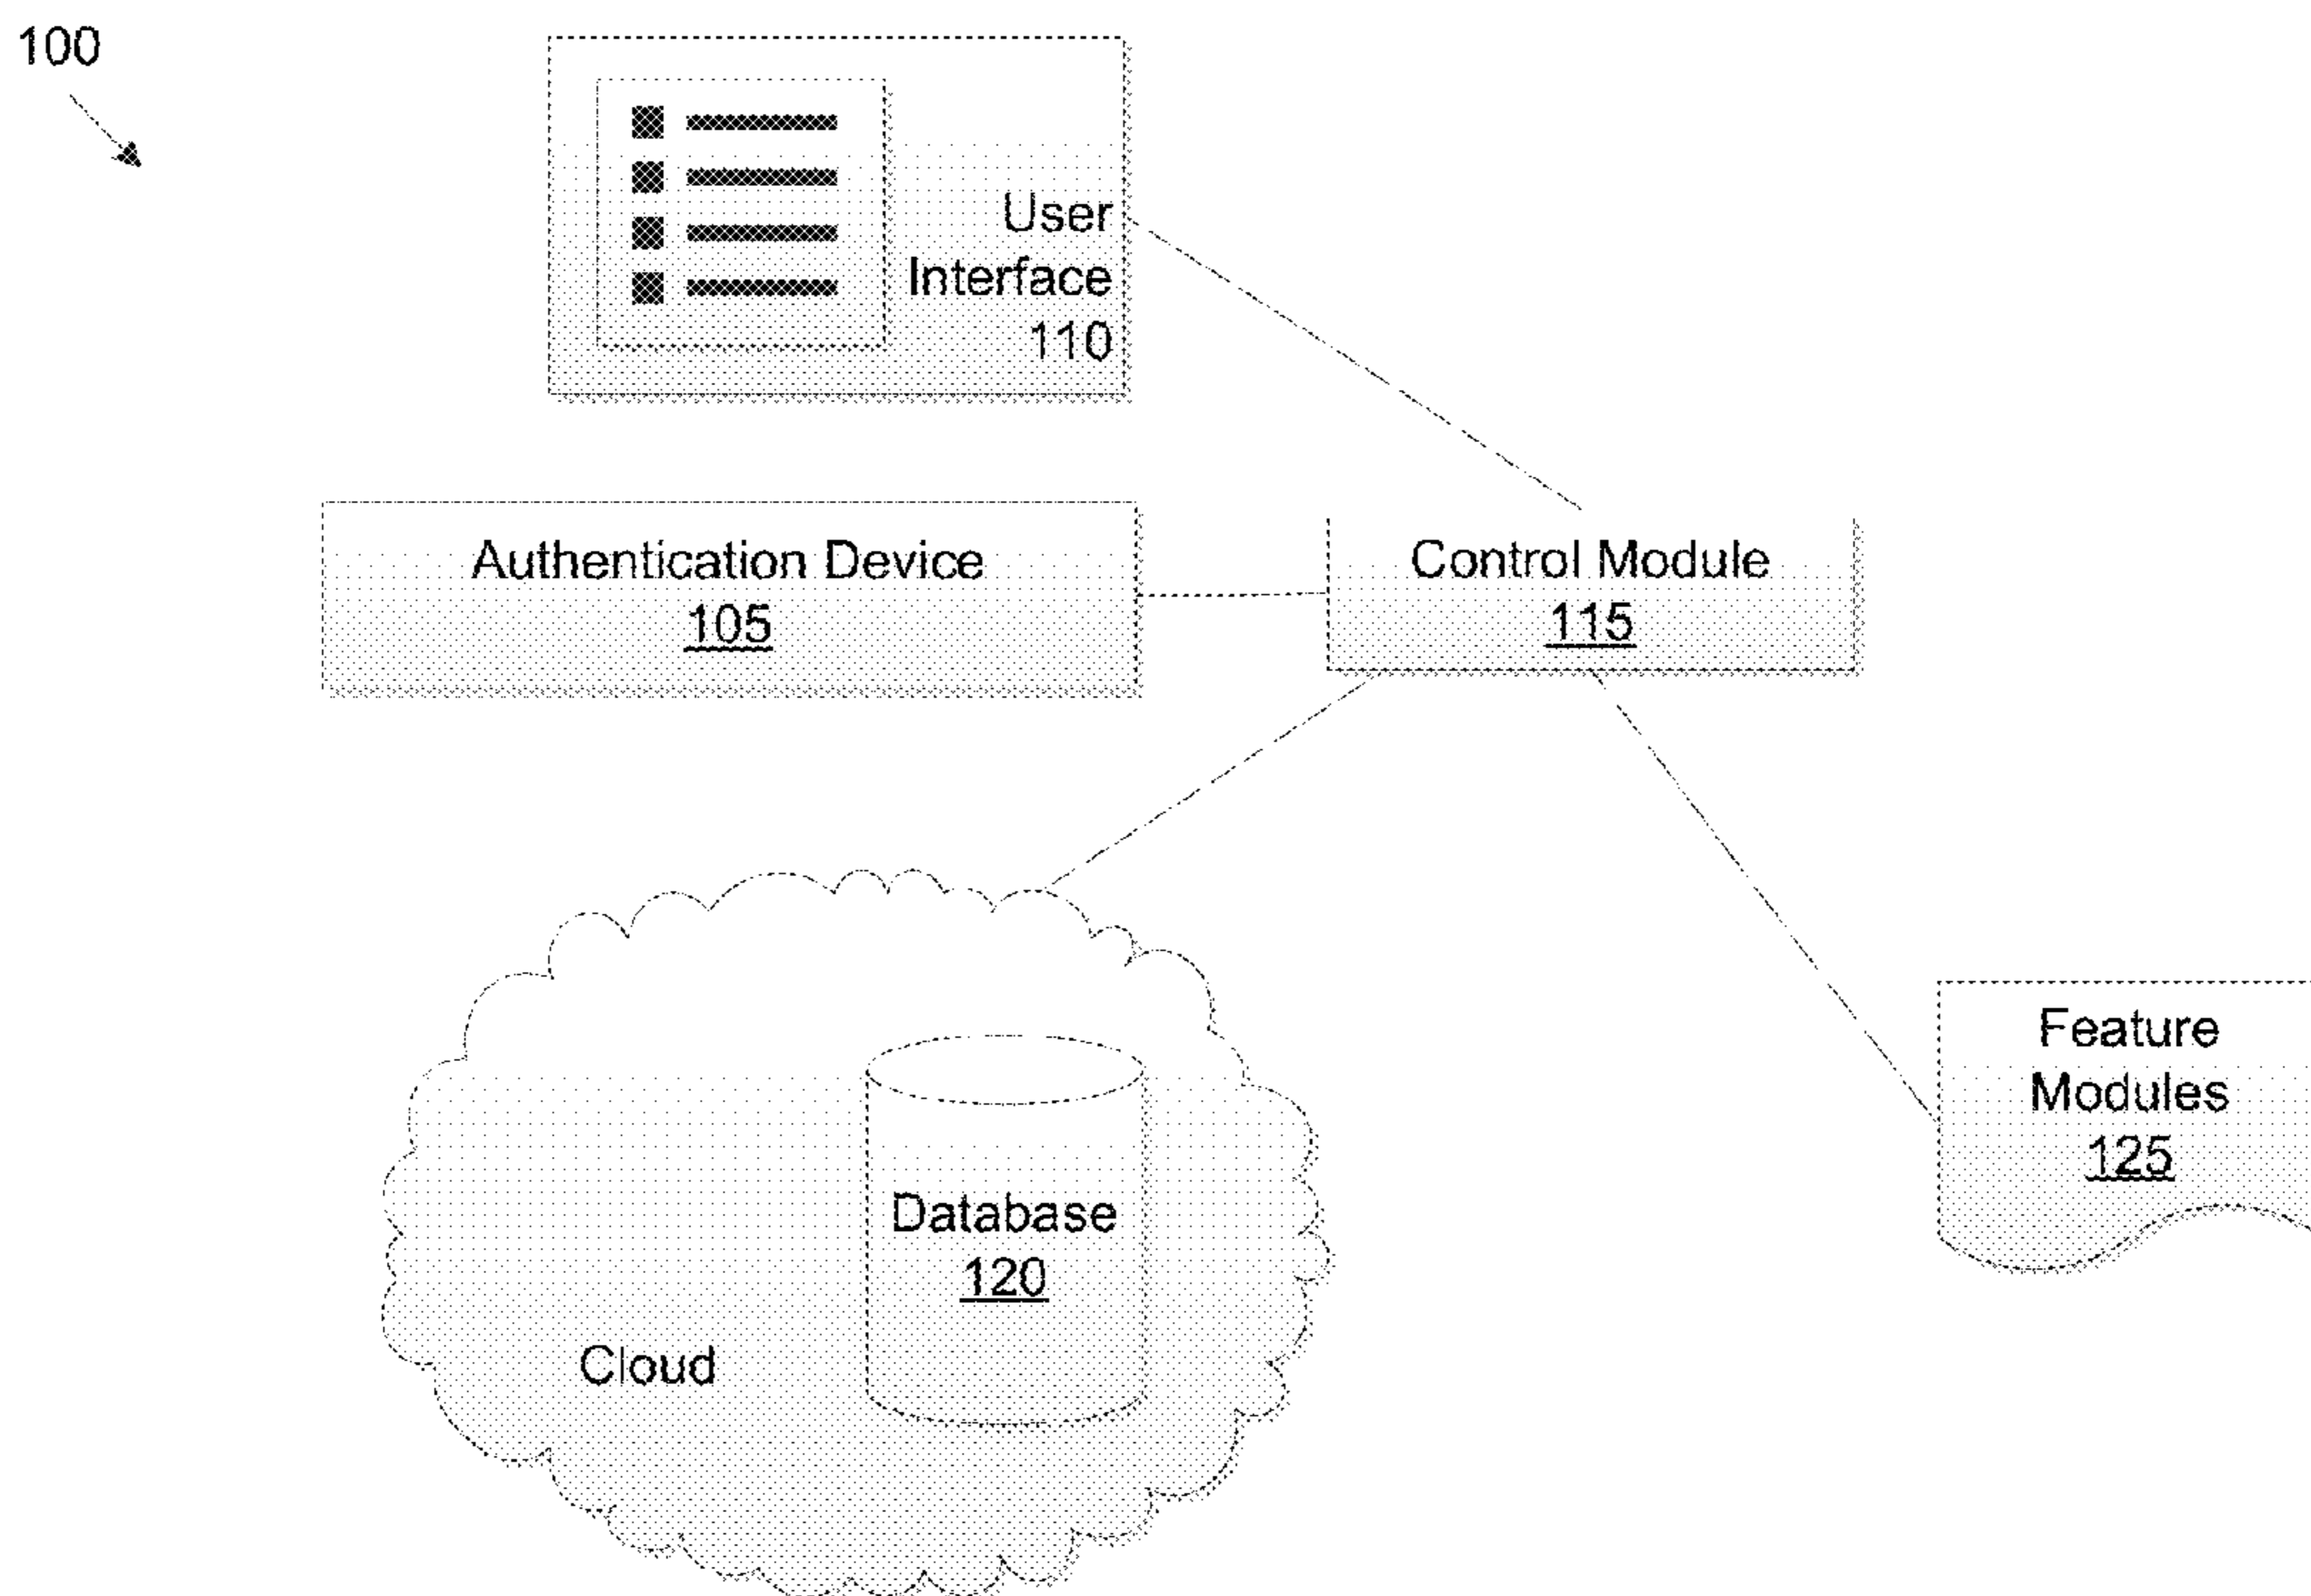 100
User
Interface
110
Authentication Device
105
Control Module
115
Feature
Modules
125
Database
120
Cloud